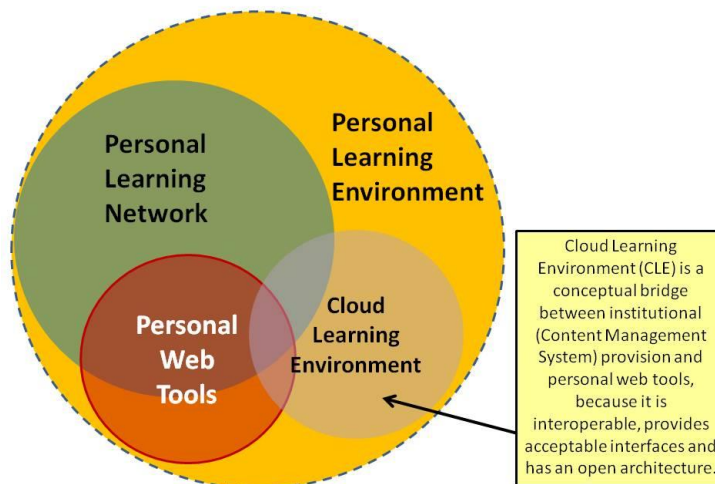 Personal
Learning
Network
Personal
Learning
Environment
Personal
Web
Tools
Cloud
Learning
Environment
Cloud Learning
Environment (CLE) is a
conceptual bridge
between institutional
(Content Management
System) provision and
personal web tools,
because it is
interoperable, provides
acceptable interfaces and
has an open architecture.